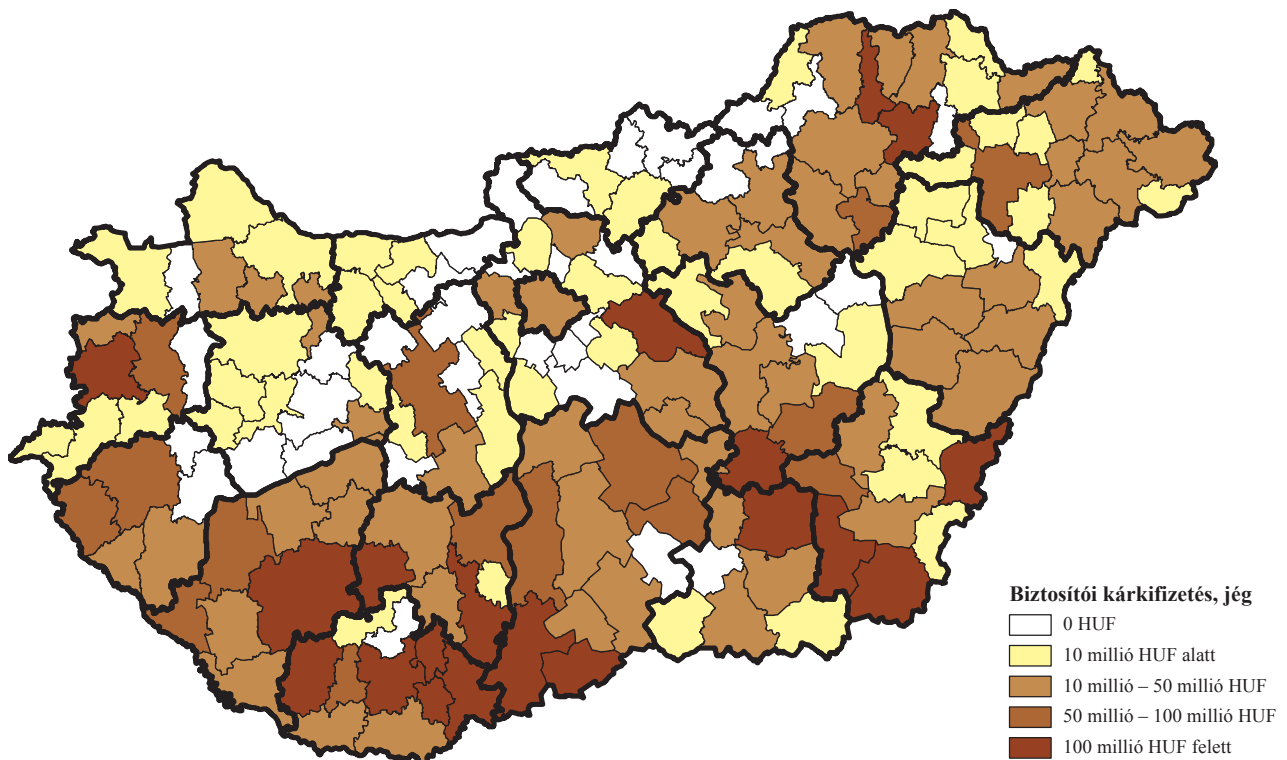 Biztosítói kárkifizetés, jég
0 HUF
10 millió HUF alatt
10 millió – 50 millió HUF
50 millió – 100 millió HUF
100 millió HUF felett